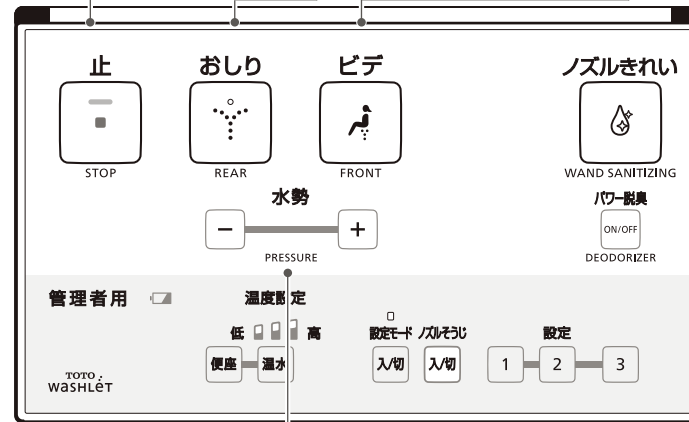 止 おしり ビデ ノズルきれい
STOP REAR FRONT WAND SANITIZING
水勢 パワー脱臭
− + ON/OFF
PRESSURE DEODORIZER
管理者用 温度設定
低 高 設定モード ノズルそうじ 設定
便座 温水 入/切 入/切 1 2 3
TOTO
WASHLET